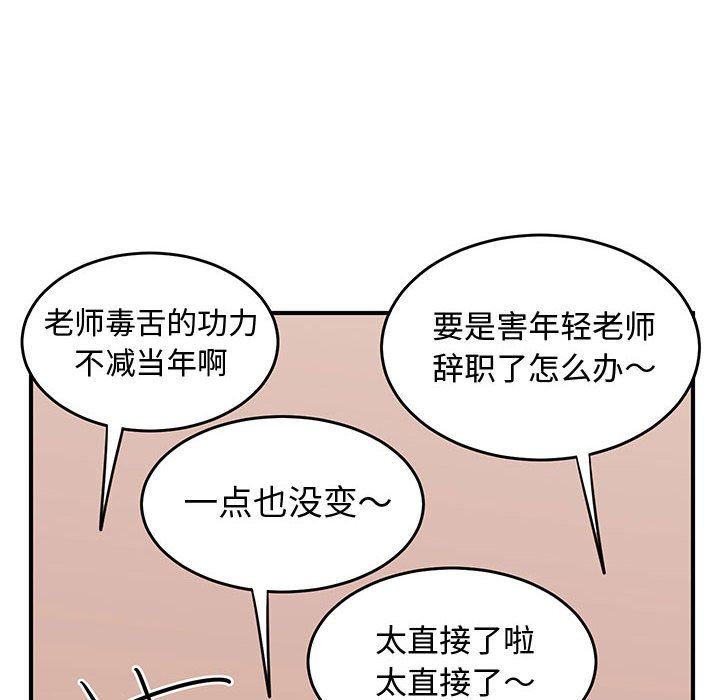 老师毒舌的功力
不减当年啊
要是害年轻老师
辞职了怎么办～
一点也没变～
太直接了啦
太直接了～